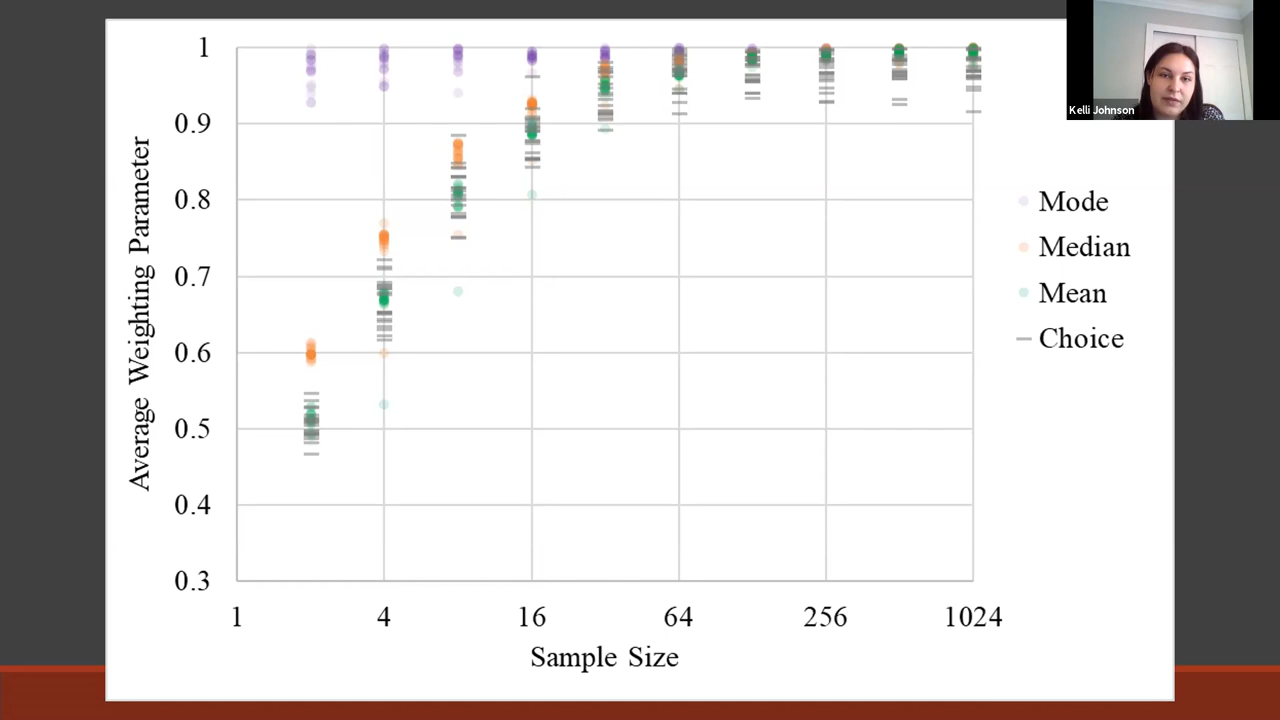 Kelli Johnson
1
0.9
0.8
0.7
0.6
0.5
0.4
0.3
Average Weighting Parameter
1 4 16 64 256 1024
Sample Size
Mode
Median
Mean
Choice